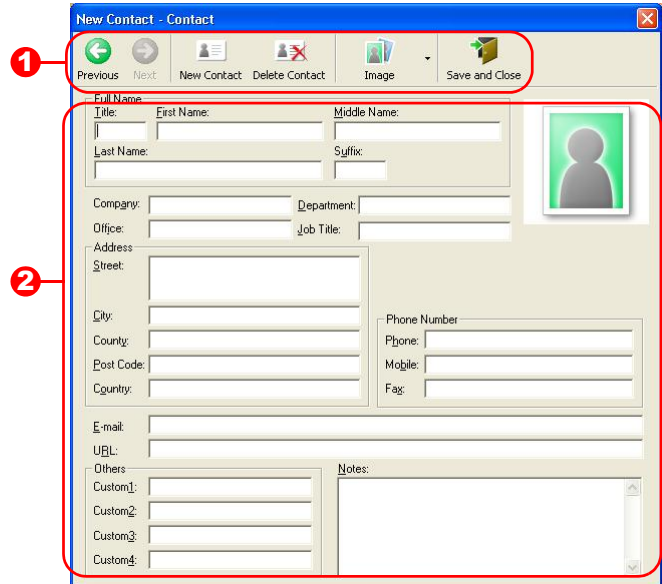 New Contact - Contact
1
Previous Next New Contact Delete Contact Image Save and Close
Full Name
Title: First Name: Middle Name:
Last Name: Suffix:
2
Company: Department:
Office: Job Title:
Address
Street:
City:
County:
Post Code:
Country:
Phone Number
Phone:
Mobile:
Fax:
E-mail:
URL:
Others
Custom1:
Custom2:
Custom3:
Custom4:
Notes: